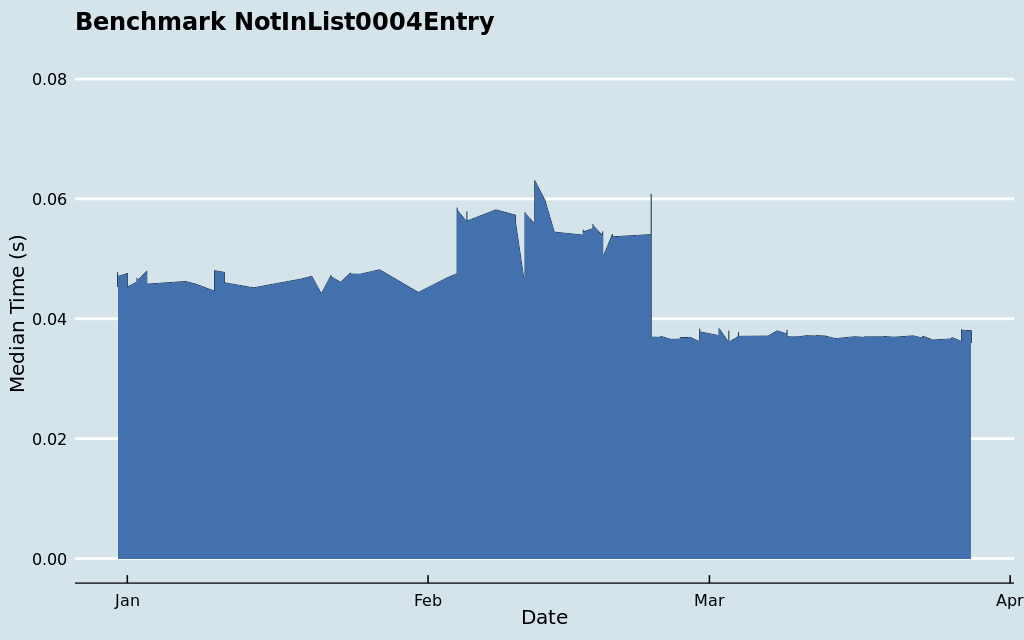 Benchmark NotInList0004Entry
0.08
0.06
0.04
0.02
0.00
Median Time (s)
Jan
Feb
Mar
Apr
Date